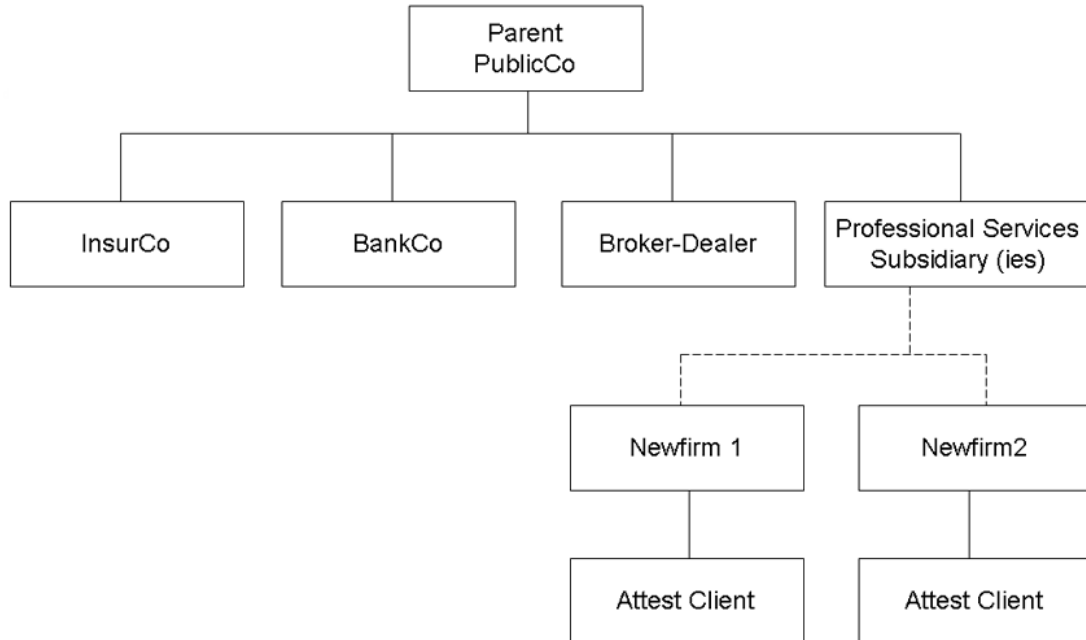 Parent
PublicCo
InsurCo
BankCo
Broker-Dealer
Professional Services
Subsidiary (ies)
Newfirm 1
Newfirm2
Attest Client
Attest Client